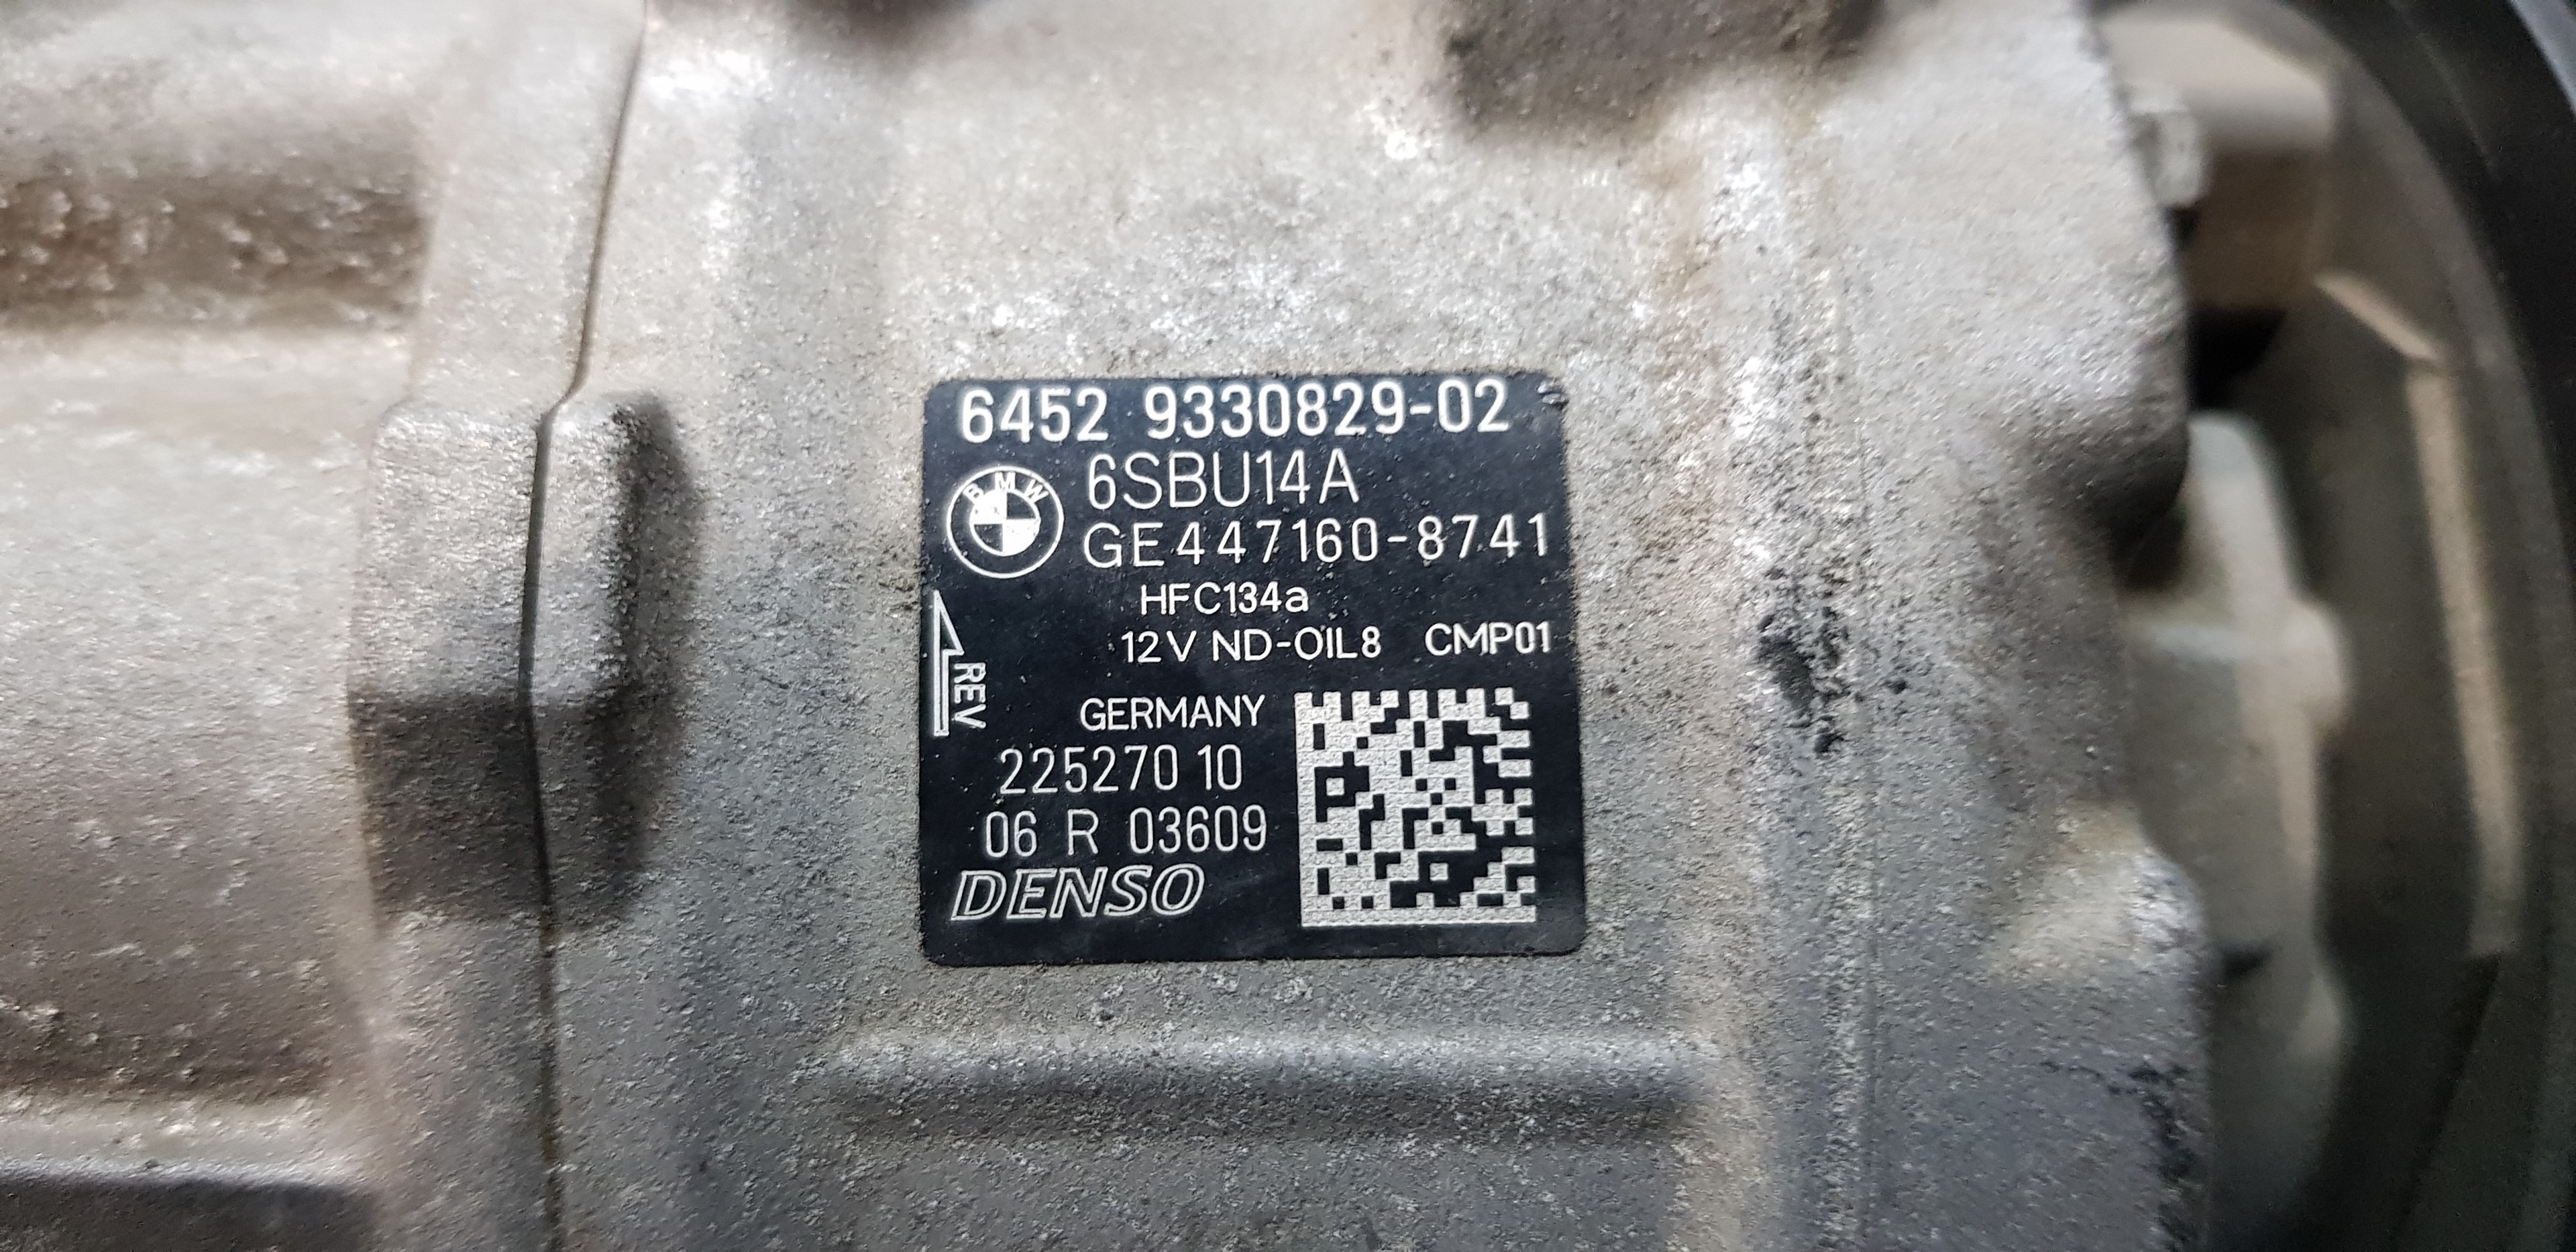 6452 9330829-02
BMW
6SBU14A
GE447160-8741
HFC134a
12V ND-OIL8 CMP01
REV
GERMANY
225270 10
06 R 03609
DENSO